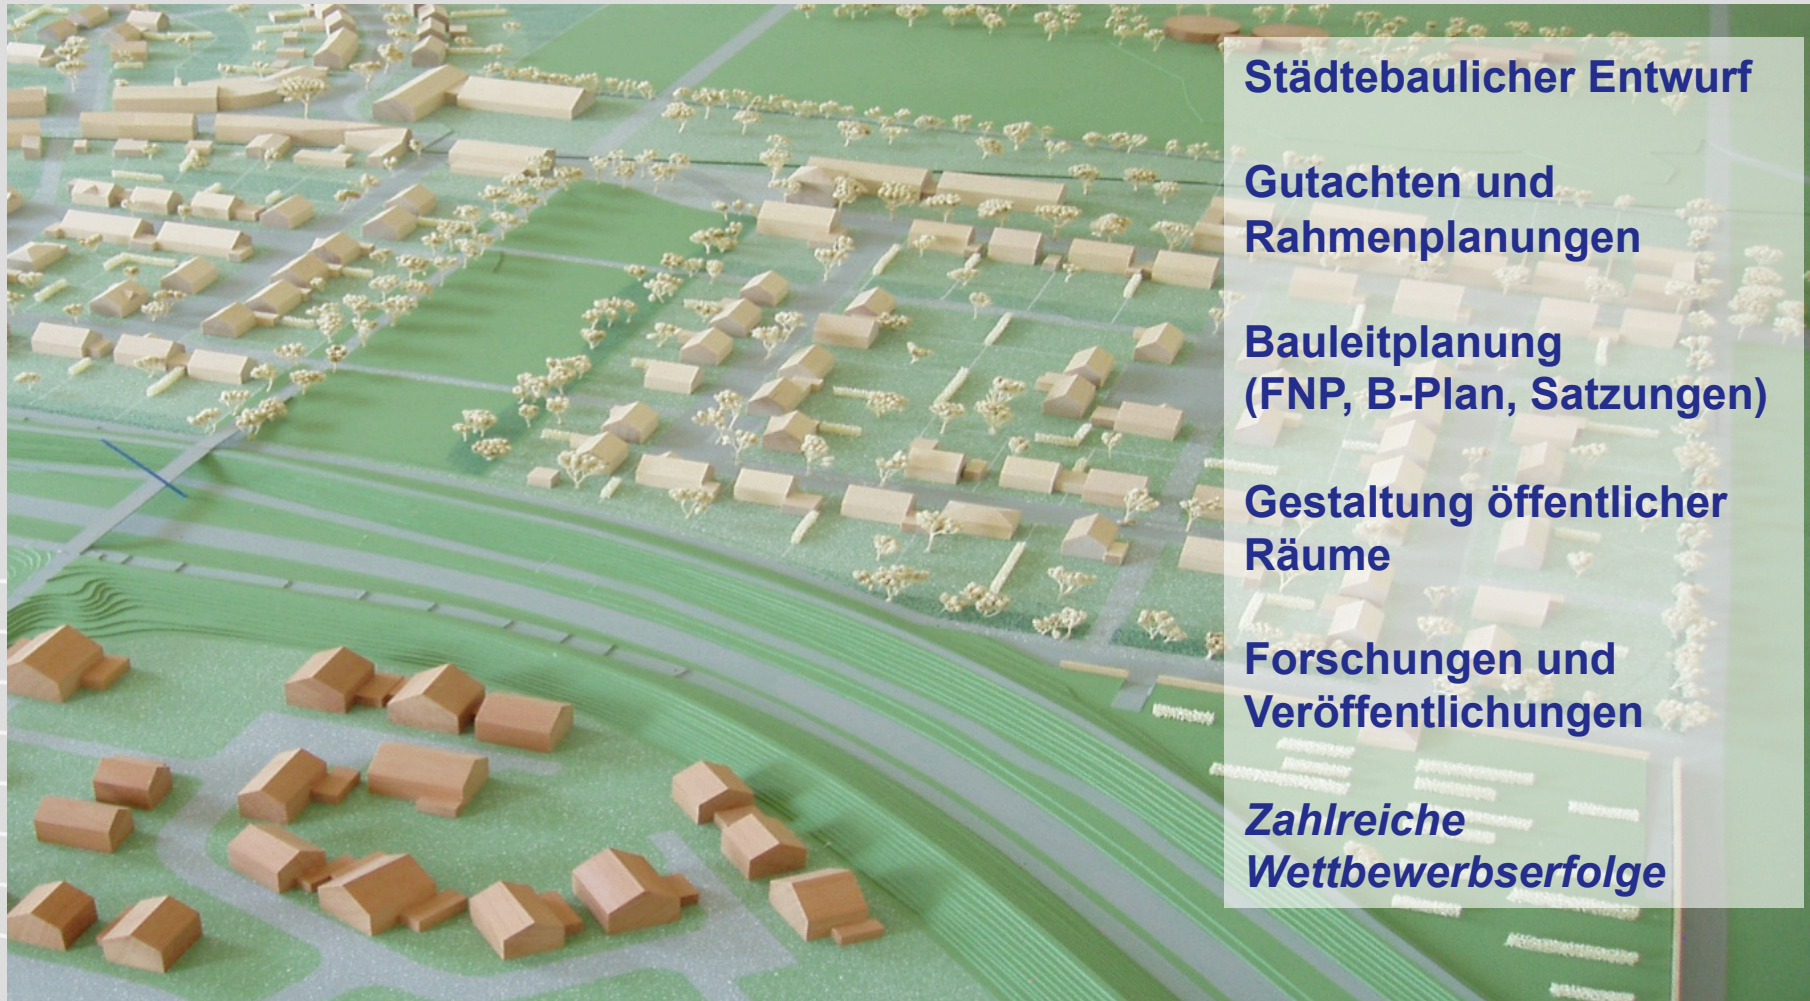 Städtebaulicher Entwurf
Gutachten und
Rahmenplanungen
Bauleitplanung
(FNP, B-Plan, Satzungen)
Gestaltung öffentlicher
Räume
Forschungen und
Veröffentlichungen
Zahlreiche
Wettbewerbserfolge